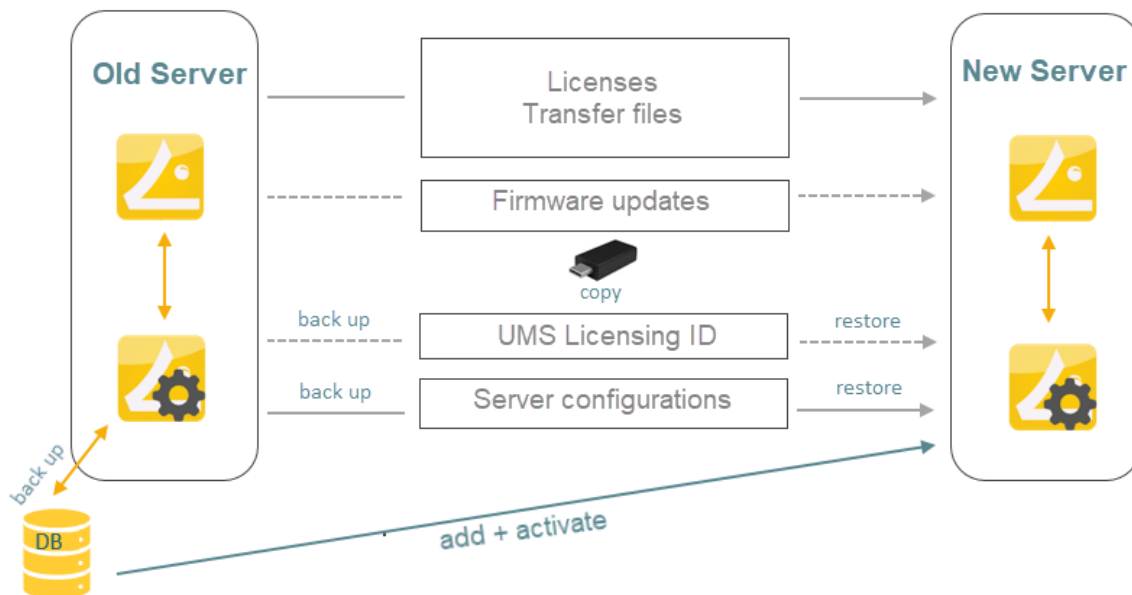 Old Server
Licenses
Transfer files
New Server
Firmware updates
copy
back up
UMS Licensing ID
restore
back up
Server configurations
restore
back up
DB
add + activate